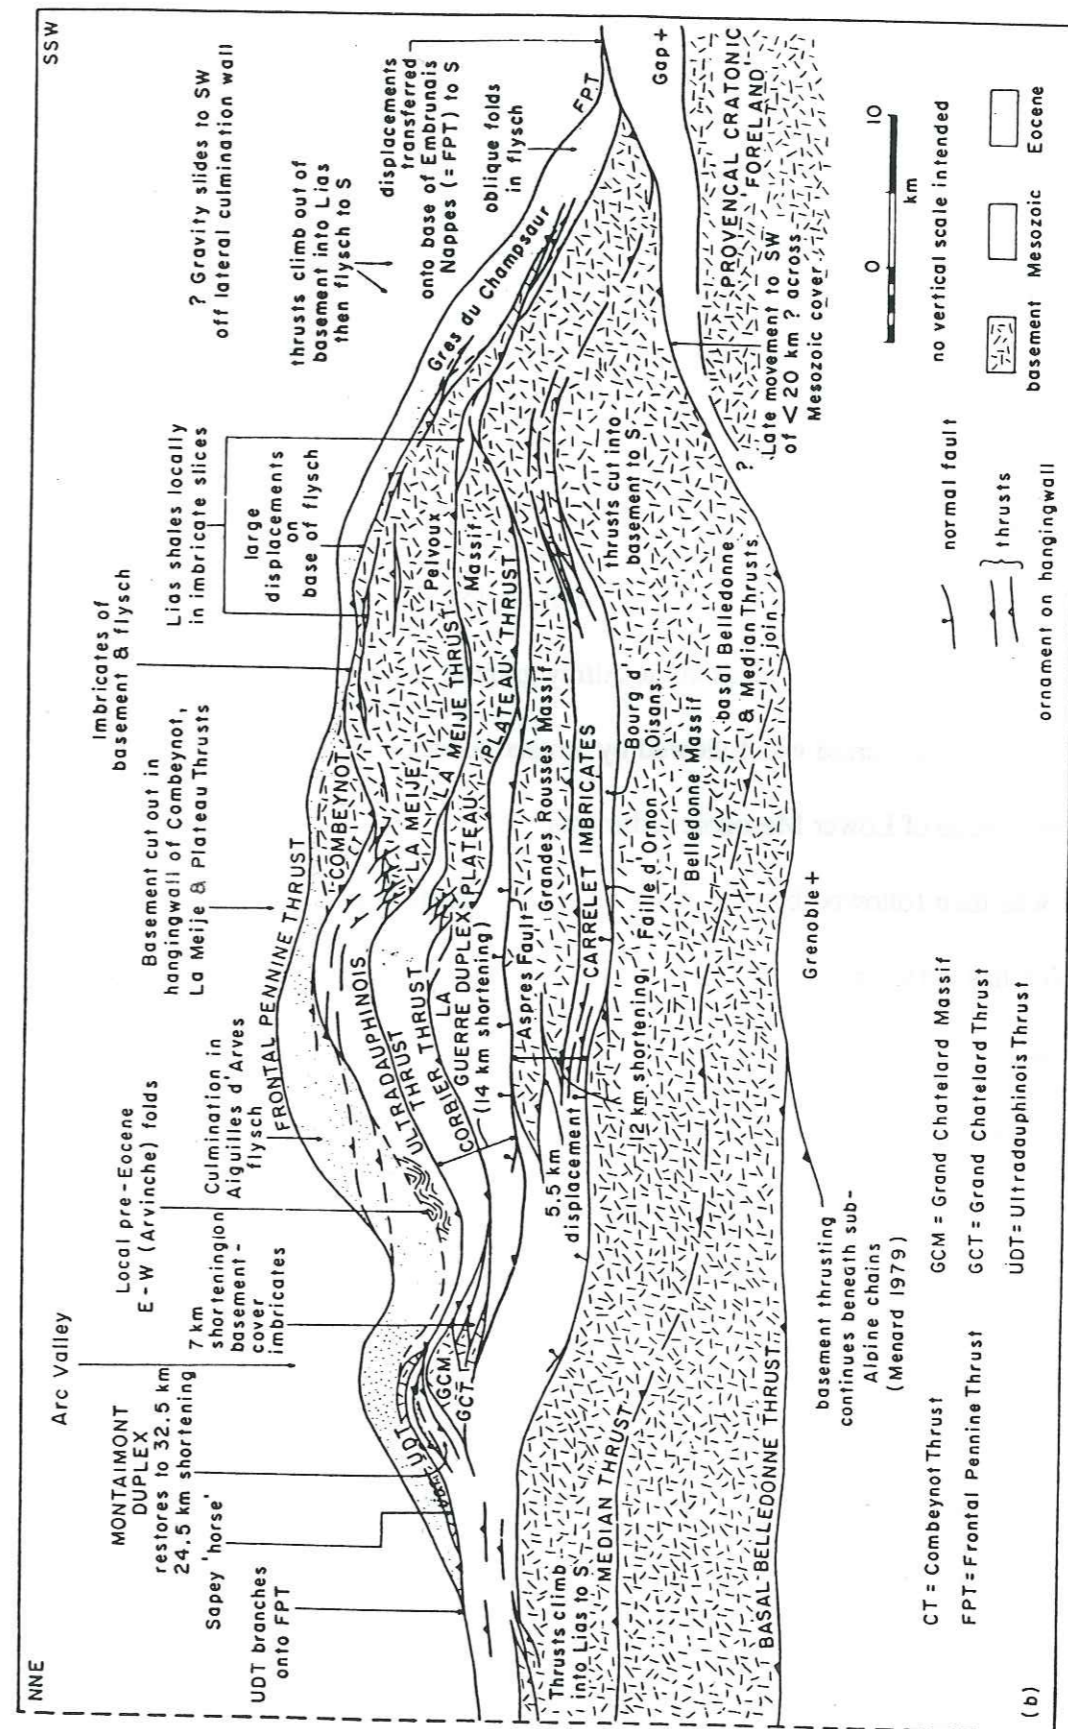 NNE
SSW
Arc Valley
MONTAIMONT
DUPLEX
restores to 32.5 km
24.5 km shortening
Sapey 'horse'
UDT branches
onto FPT
Local pre-Eocene
E-W (Arvinche) folds
7 km
shortening on
basement-
cover
imbricates
Culmination in
Aiguilles d'Arves
flysch
Basement cut out in
hangingwall of Combeynot,
La Meije & Plateau Thrusts
Imbricates of
basement & flysch
Lias shales locally
in imbricate slices
large
displacements
on
base of flysch
? Gravity slides to SW
off lateral culmination wall
thrusts climb out of
basement into Lias
then flysch to S
displacements
transferred
onto base of Embrunais
Nappes (= FPT) to S
oblique folds
in flysch
FRONTAL PENNINE THRUST
FPT
Gres du Champsaur
COMBEYNOT
UDT
GCM
GCT
ULTRADAUPHINOIS
THRUST
ULTRADAUPHINOIS
LA MEIJE
LA MEIJE THRUST
Pelvoux
Massif
CORBIER THRUST
LA
GUERE DUPLEX
(14 km shortening)
PLATEAU
PLATEAU THRUST
Aspres Fault
Grandes Rousses Massif
CARRELET IMBRICATES
5.5 km
displacement
12 km shortening
Faille d'Ornon
Bourg d'
Oisans
thrusts cut into
basement to S
Belledonne Massif
basal Belledonne
& Median Thrusts
join
?
Late movement to SW
of < 20 km ? across
Mesozoic cover
Gap +
PROVENCAL CRATONIC
'FORELAND'
Thrusts climb
into Lias to S
MEDIAN THRUST
BASAL BELLEDONNE THRUST
Grenoble +
basement thrusting
continues beneath sub-
Alpine chains
(Menard 1979)
CT = Combeynot Thrust
GCM = Grand Chatelard Massif
FPT = Frontal Pennine Thrust
GCT = Grand Chatelard Thrust
UDT = Ultradauphinois Thrust
0
10
km
no vertical scale intended
normal fault
thrusts
ornament on hangingwall
basement
Mesozoic
Eocene
(b)